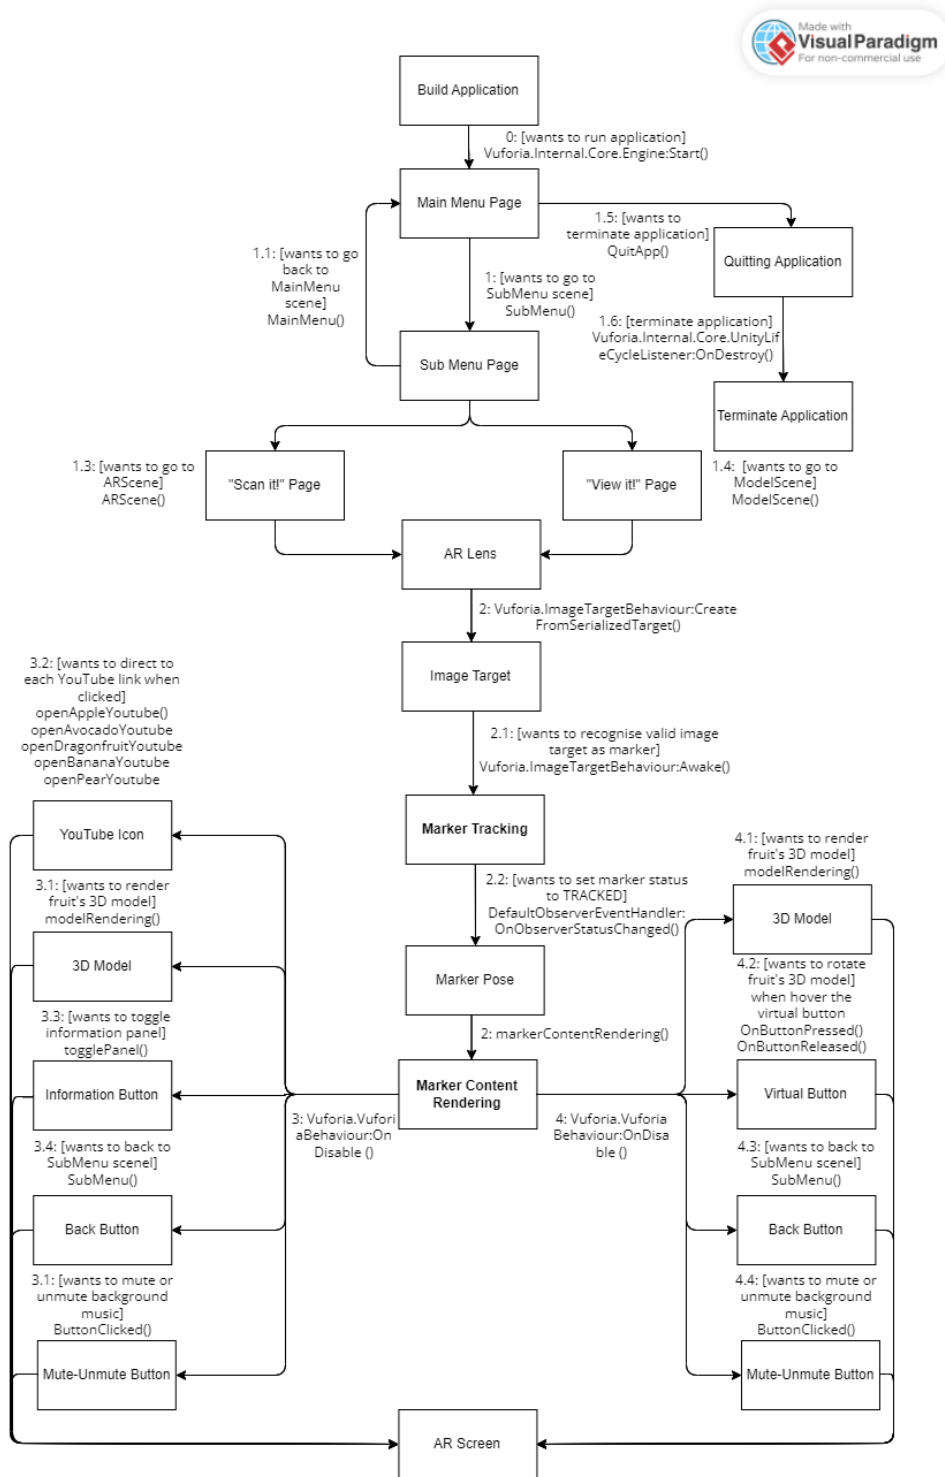 Made with
VisualParadigm
For non-commercial use
Build Application
0: [wants to run application]
Vuforia.Internal.Core.Engine:Start()
Main Menu Page
1.5: [wants to
terminate application]
QuitApp()
Quitting Application
1.1: [wants to go
back to
MainMenu
scene]
MainMenu()
1: [wants to go to
SubMenu scene]
SubMenu()
1.6: [terminate application]
Vuforia.Internal.Core.UnityLif
eCycleListener:OnDestroy()
Sub Menu Page
Terminate Application
1.3: [wants to go to
ARScene]
ARScene()
"Scan it!" Page
"View it!" Page
1.4:  [wants to go to
ModelScene]
ModelScene()
AR Lens
2: Vuforia.ImageTargetBehaviour:Create
FromSerializedTarget()
Image Target
3.2: [wants to direct to
each YouTube link when
clicked]
openAppleYoutube()
openAvocadoYoutube
openDragonfruitYoutube
openBananaYoutube
openPearYoutube
2.1: [wants to recognise valid image
target as marker]
Vuforia.ImageTargetBehaviour:Awake()
YouTube Icon
Marker Tracking
4.1: [wants to render
fruit's 3D model]
modelRendering()
3.1: [wants to render
fruit's 3D model]
modelRendering()
2.2: [wants to set marker status
to TRACKED]
DefaultObserverEventHandler:
OnObserverStatusChanged()
3D Model
3D Model
Marker Pose
4.2: [wants to rotate
fruit's 3D model]
when hover the
virtual button
OnButtonPressed()
OnButtonReleased()
3.3: [wants to toggle
information panel]
togglePanel()
2: markerContentRendering()
Information Button
Marker Content
Rendering
Virtual Button
3: Vuforia.Vufori
aBehaviour:On
Disable ()
4: Vuforia.Vuforia
Behaviour:OnDisa
ble ()
3.4: [wants to back to
SubMenu scenel]
SubMenu()
4.3: [wants to back to
SubMenu scenel]
SubMenu()
Back Button
Back Button
3.1: [wants to mute or
unmute background
music]
ButtonClicked()
4.4: [wants to mute or
unmute background
music]
ButtonClicked()
Mute-Unmute Button
Mute-Unmute Button
AR Screen